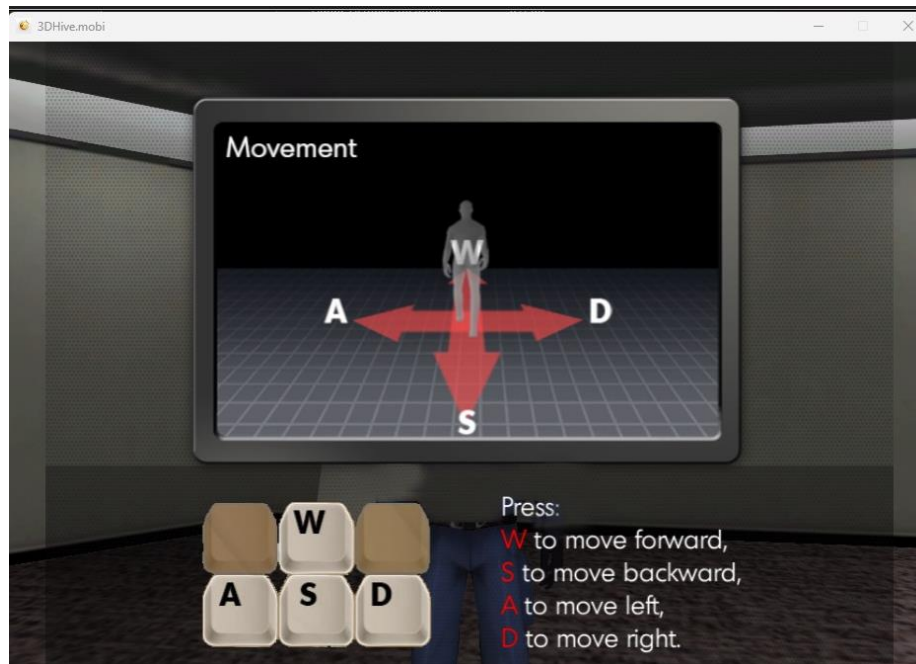 3DHive.mobi
Movement
W
A
D
S
W
A S D
Press:
W to move forward,
S to move backward,
A to move left,
D to move right.